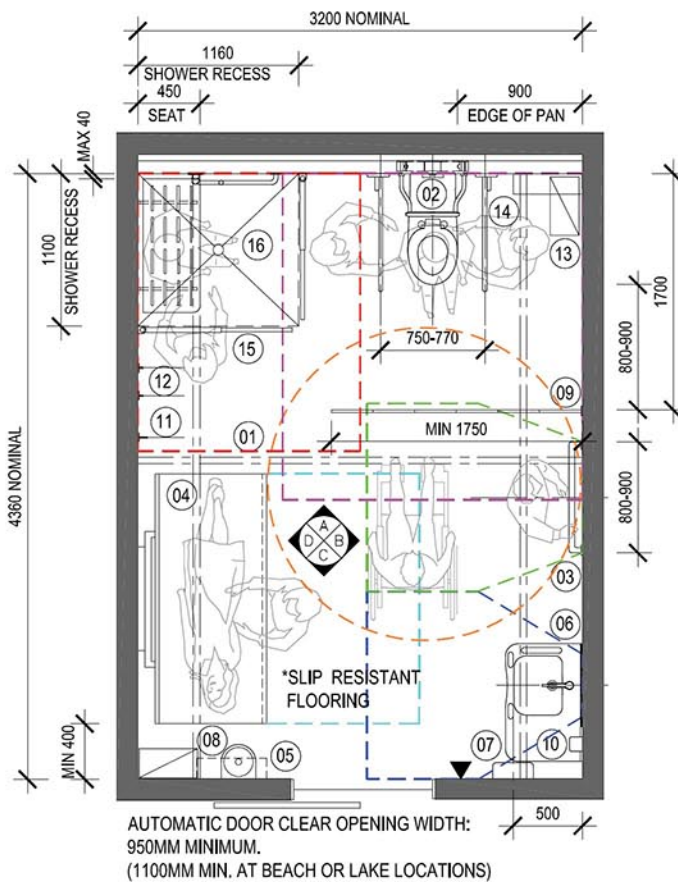 3200 NOMINAL
1160
SHOWER RECESS
450
SEAT
900
EDGE OF PAN
MAX 40
1100
SHOWER RECESS
02
14
16
13
1700
750-770
800-900
15
12
09
11
01
MIN 1750
4360 NOMINAL
04
A
D B
C
800-900
03
06
*SLIP RESISTANT
FLOORING
MIN 400
08
05
07
10
500
AUTOMATIC DOOR CLEAR OPENING WIDTH:
950MM MINIMUM.
(1100MM MIN. AT BEACH OR LAKE LOCATIONS)